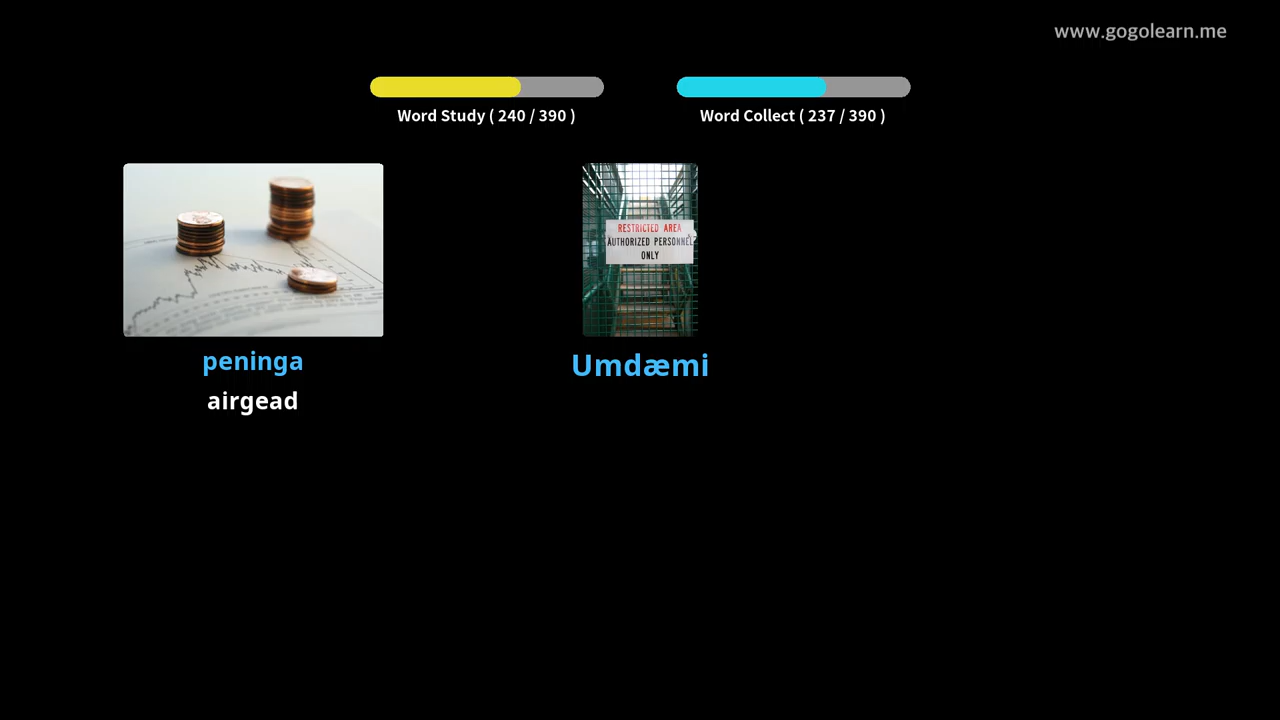 www.gogolearn.me
Word Study ( 240 / 390 )
Word Collect ( 237 / 390 )
RESTRICTED AREA
AUTHORIZED PERSONNEL
ONLY
peninga
airgead
Umdæmi